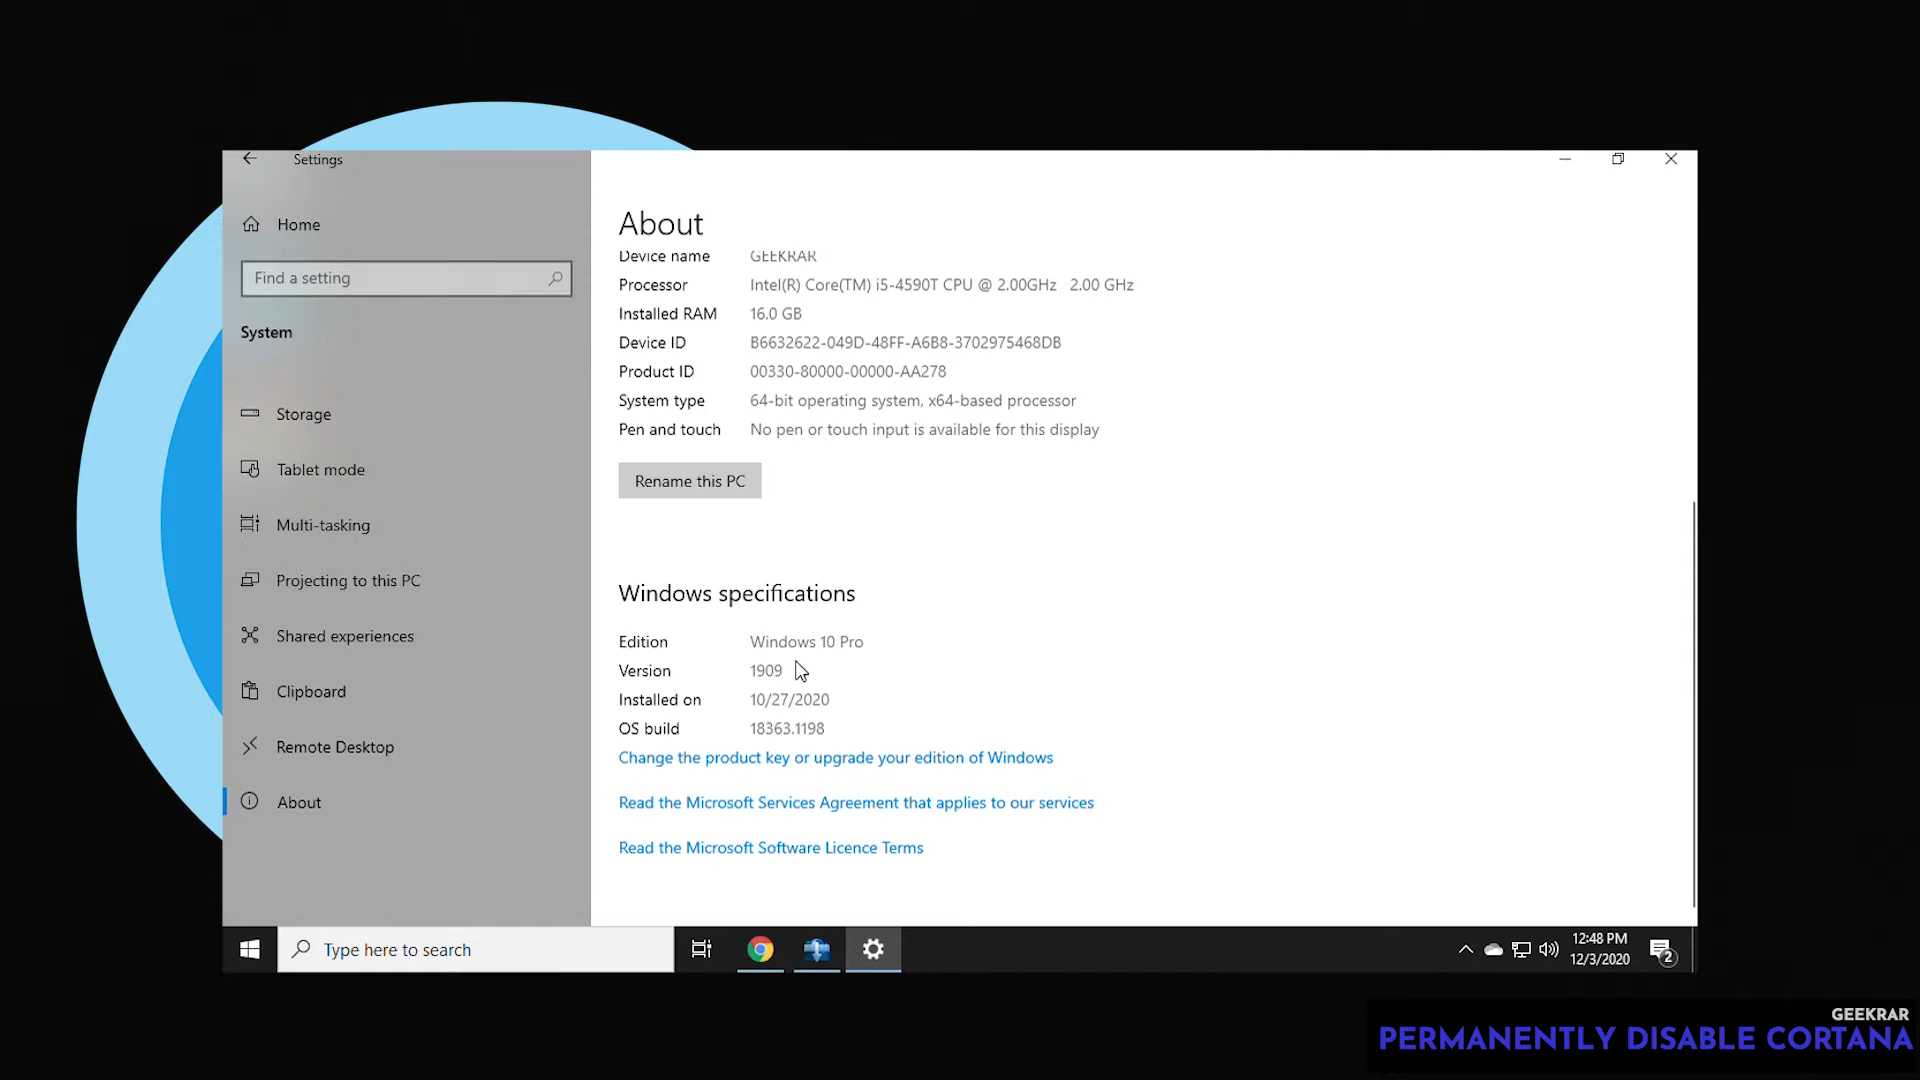 Settings
Home
Find a setting
System
Storage
Tablet mode
Multi-tasking
Projecting to this PC
Shared experiences
Clipboard
Remote Desktop
About
About
Device name GEEKRAR
Processor Intel(R) Core(TM) i5-4590T CPU @ 2.00GHz 2.00 GHz
Installed RAM 16.0 GB
Device ID B6632622-049D-48FF-A6B8-3702975468DB
Product ID 00330-80000-00000-AA278
System type 64-bit operating system, x64-based processor
Pen and touch No pen or touch input is available for this display
Rename this PC
Windows specifications
Edition Windows 10 Pro
Version 1909
Installed on 10/27/2020
OS build 18363.1198
Change the product key or upgrade your edition of Windows
Read the Microsoft Services Agreement that applies to our services
Read the Microsoft Software Licence Terms
Type here to search
12:48 PM
12/3/2020
2
GEEKRAR
PERMANENTLY DISABLE CORTANA